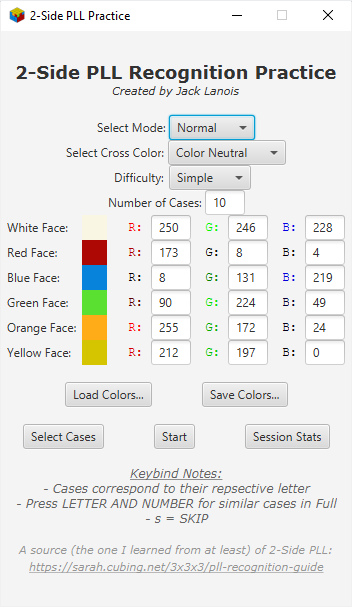 2-Side PLL Practice
2-Side PLL Recognition Practice
Created by Jack Lanois
Select Mode: Normal
Select Cross Color: Color Neutral
Difficulty: Simple
Number of Cases: 10
White Face: R: 250 G: 246 B: 228
Red Face: R: 173 G: 8 B: 4
Blue Face: R: 8 G: 131 B: 219
Green Face: R: 90 G: 224 B: 49
Orange Face: R: 255 G: 172 B: 24
Yellow Face: R: 212 G: 197 B: 0
Load Colors... Save Colors...
Select Cases Start Session Stats
Keybind Notes:
- Cases correspond to their repsective letter
- Press LETTER AND NUMBER for similar cases in Full
- s = SKIP
A source (the one I learned from at least) of 2-Side PLL:
https://sarah.cubing.net/3x3x3/pll-recognition-guide